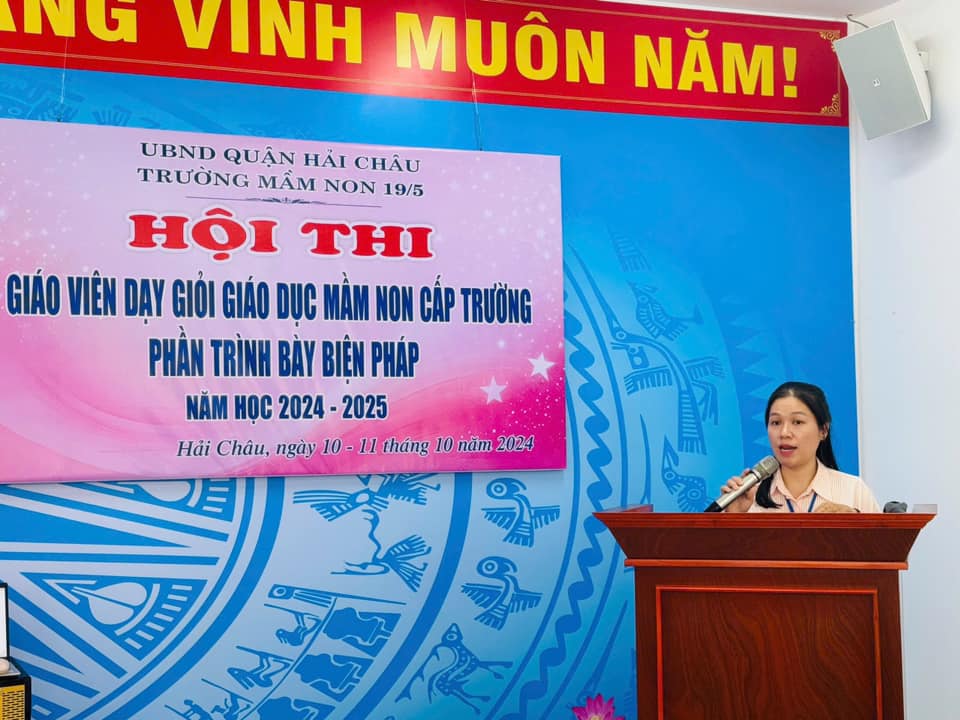 ANG VINH MUÔN NĂM!
UBND QUẬN HẢI CHÂU
TRƯỜNG MẦM NON 19/5
HỘI THI
GIÁO VIÊN DẠY GIỎI GIÁO DỤC MẦM NON CẤP TRƯỜNG
PHẦN TRÌNH BÀY BIỆN PHÁP
NĂM HỌC 2024 - 2025
Hải Châu, ngày 10 - 11 tháng 10 năm 2024